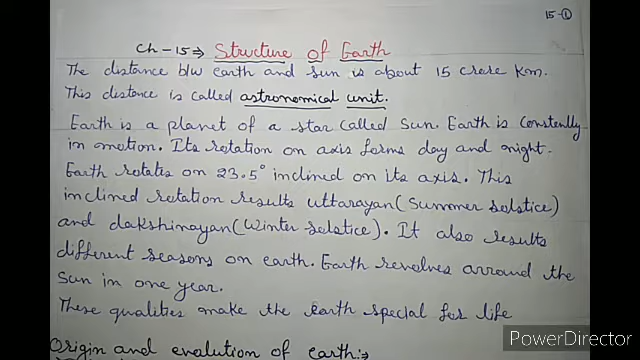 15-①
Ch-15⇒ Structure of Earth
The distance b/w earth and sun is about 15 crore Km.
This distance is called astronomical unit.
Earth is a planet of a star called Sun. Earth is constently
in motion. Its rotation on axis forms day and night.
Earth rotates on 23.5° inclined on its axis. This
inclined rotation results uttarayan (Summer solstice)
and dakshinayan (Winter solstice). It also results
different seasons on earth. Earth revolves arround the
Sun in one year.
These qualities make the earth special for life
Origin and evolution of earth:→
PowerDirector